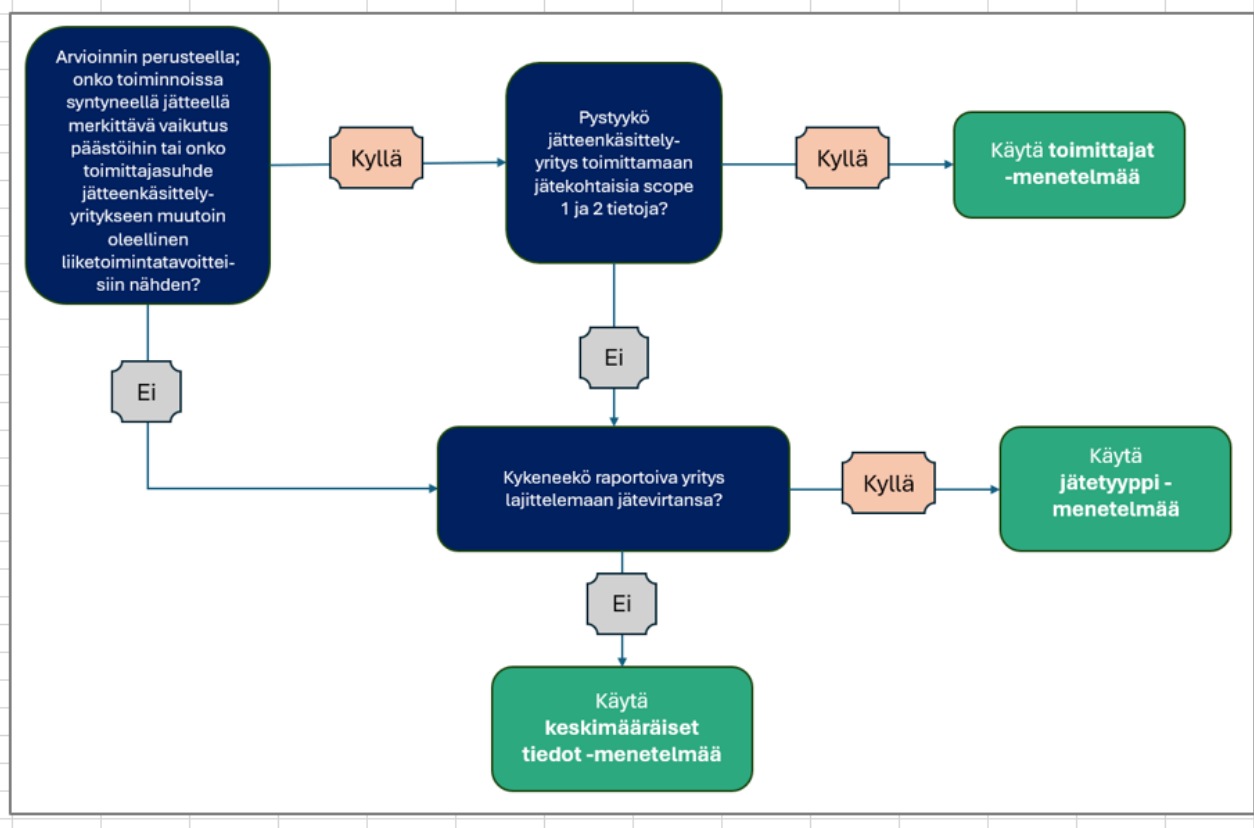 Arvioinnin perusteella;
onko toiminnoissa
syntyneellä jätteellä
merkittävä vaikutus
päästöihin tai onko
toimittajasuhde
jätteenkäsittely-
yritykseen muutoin
oleellinen
liiketoimintatavoittei-
siin nähden?
Kyllä
Pystyykö
jätteenkäsittely-
yritys toimittamaan
jätekohtaisia scope
1 ja 2 tietoja?
Kyllä
Käytä toimittajat
-menetelmää
Ei
Ei
Kykeneekö raportoiva yritys
lajittelemaan jätevirtansa?
Kyllä
Käytä
jätetyyppi -
menetelmää
Ei
Käytä
keskimääräiset
tiedot -menetelmää